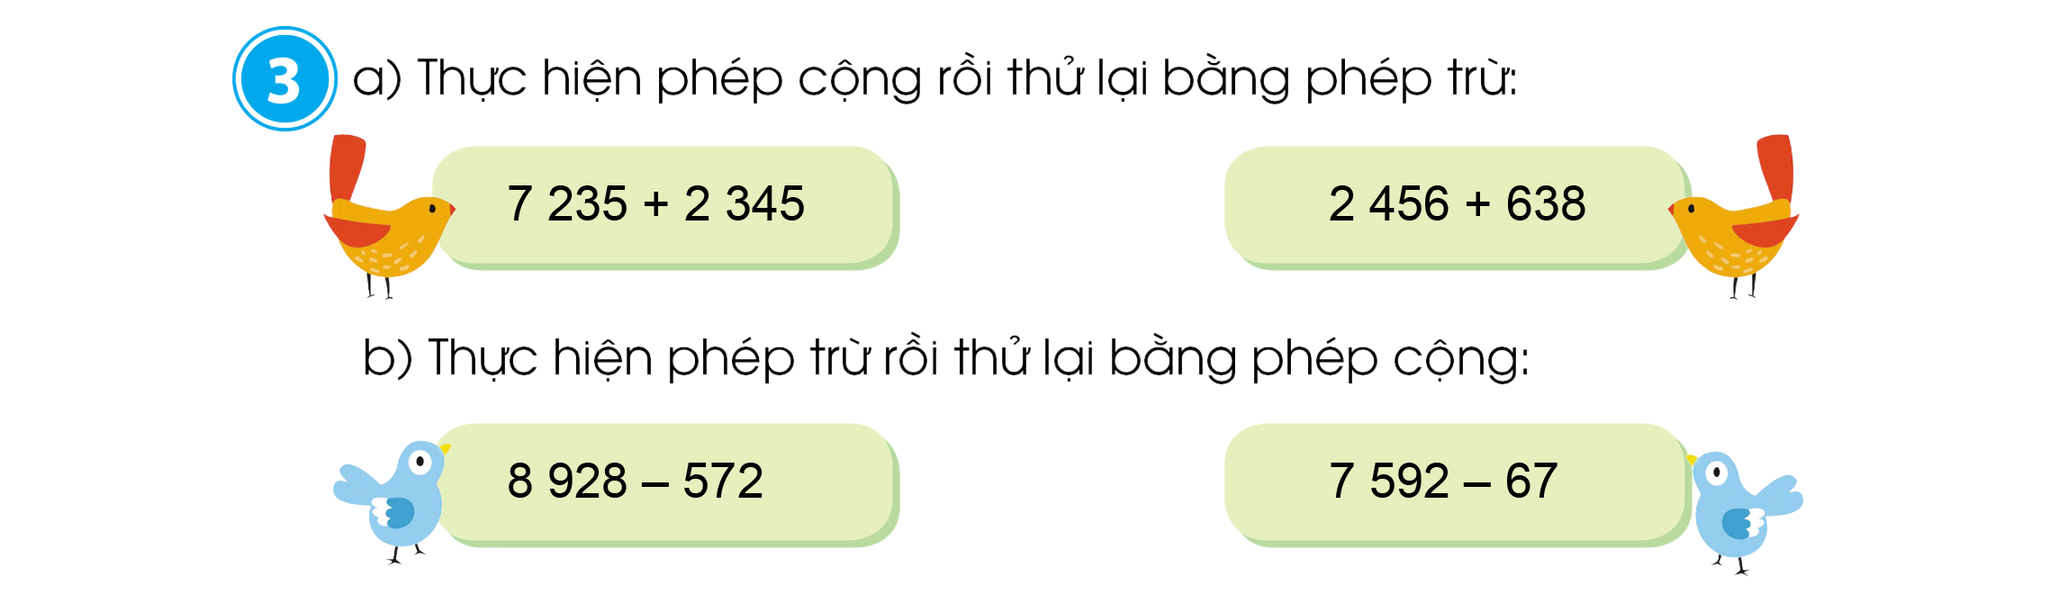 3 a) Thực hiện phép cộng rồi thử lại bằng phép trừ:
7 235 + 2 345 2 456 + 638
b) Thực hiện phép trừ rồi thử lại bằng phép cộng:
8 928 – 572 7 592 – 67